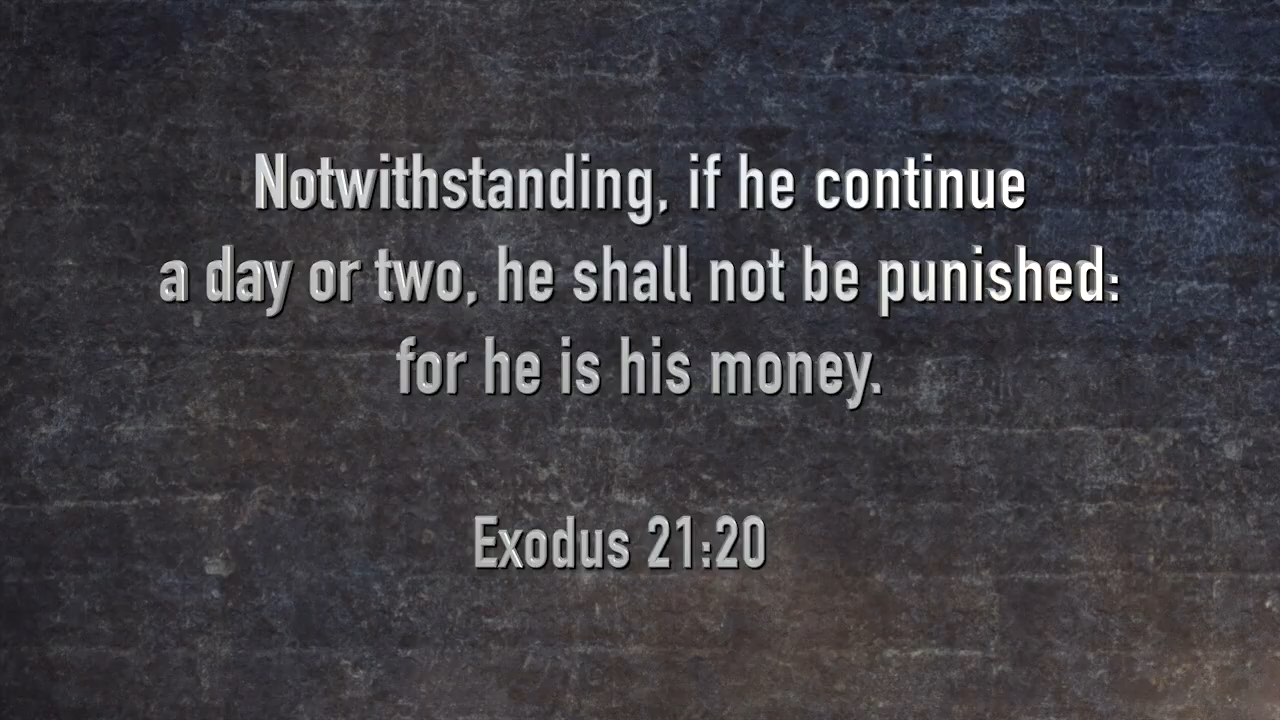 Notwithstanding, if he continue
a day or two, he shall not be punished:
for he is his money.
Exodus 21:20